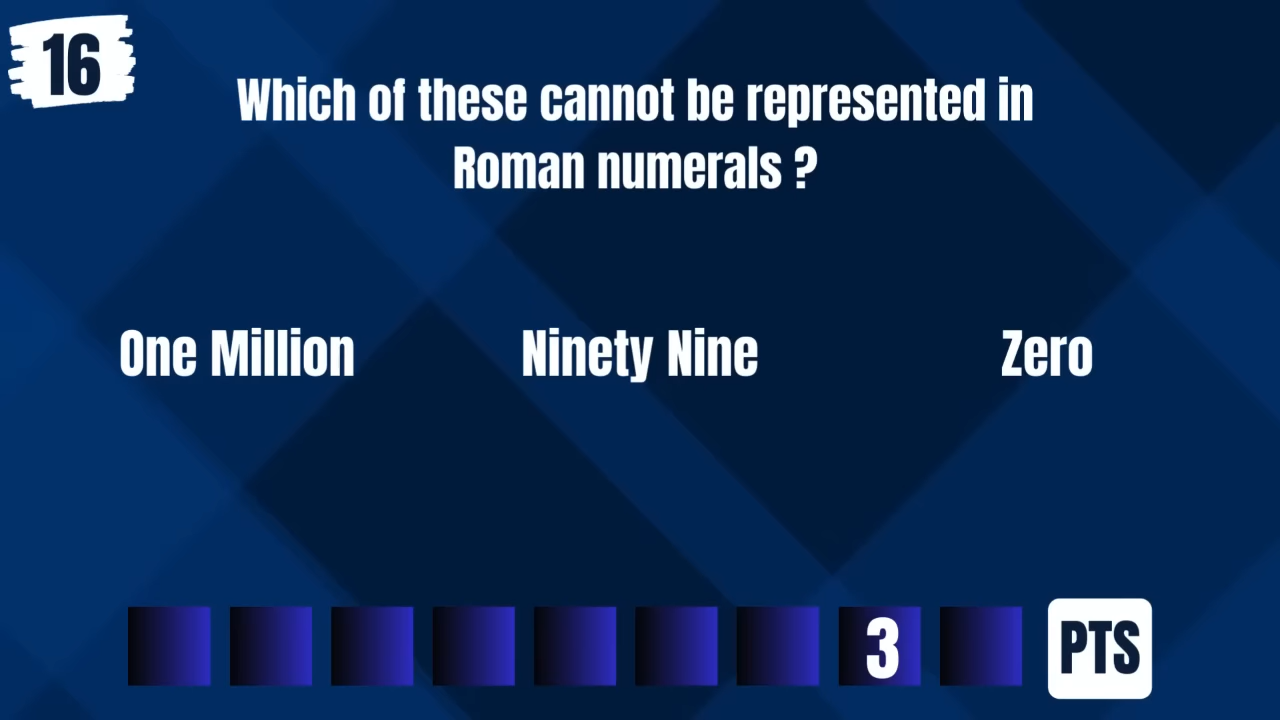 16
Which of these cannot be represented in
Roman numerals ?
One Million
Ninety Nine
Zero
3
PTS